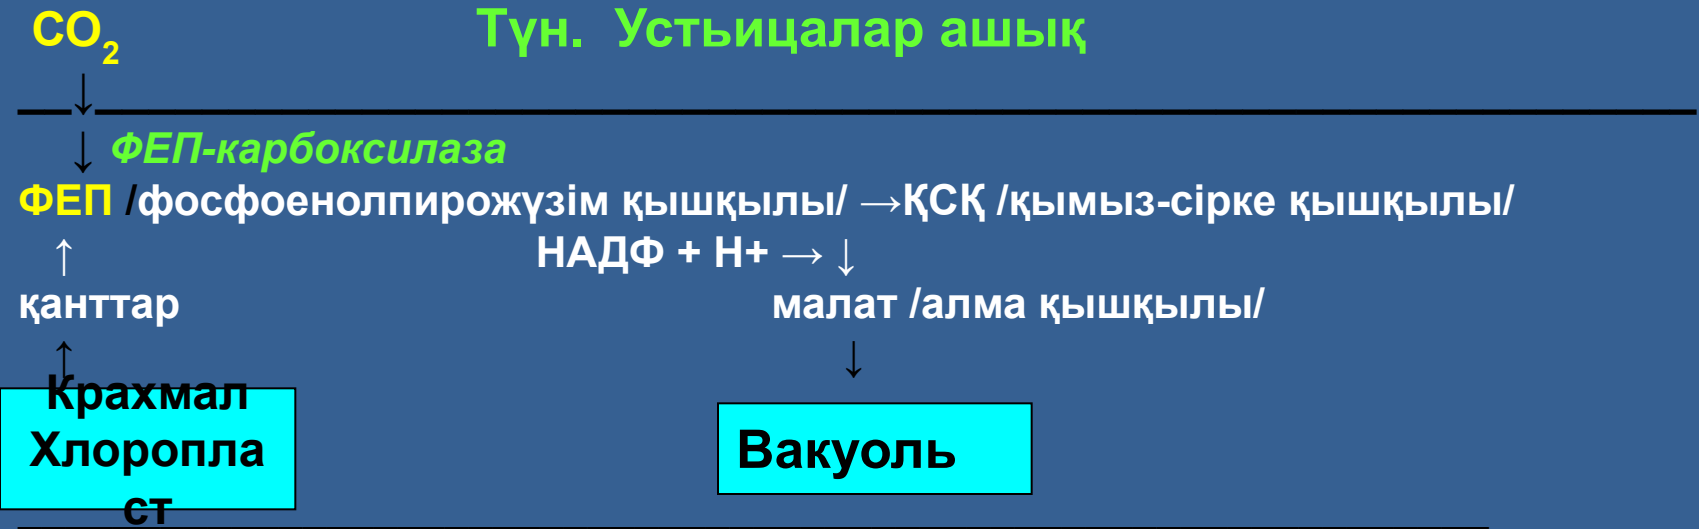 CO2 Түн. Устьицалар ашық
↓
↓ ФЕП-карбоксилаза
ФЕП /фосфоенолпирожүзім қышқылы/ →ҚСҚ /қымыз-сірке қышқылы/
↑ НАДФ + Н+ → ↓
қанттар малат /алма қышқылы/
↑ ↓
Крахмал
Хлоропла
ст
Вакуоль